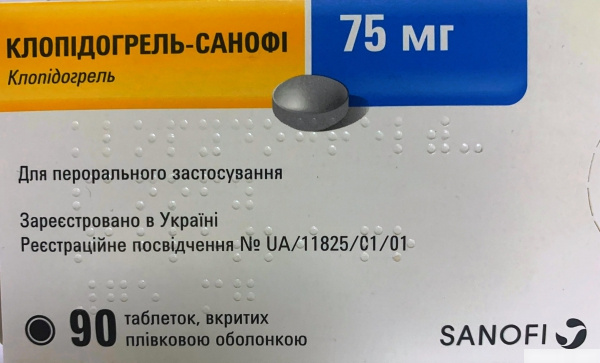 КЛОПІДОГРЕЛЬ-САНОФІ
75 мг
Клопідогрель
Для перорального застосування
Зареєстровано в Україні
Реєстраційне посвідчення № UA/11825/01/01
90 таблеток, вкритих
плівковою оболонкою
SANOFI